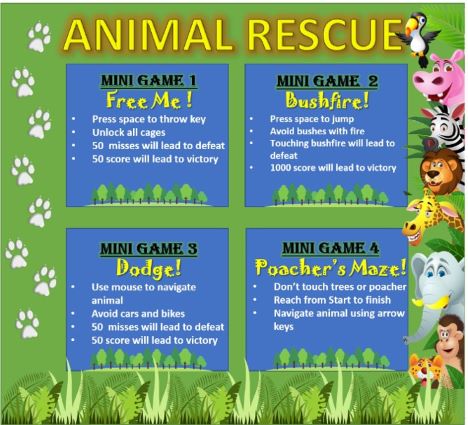 ANIMAL RESCUE
MINI GAME 1
Free Me !
Press space to throw key
Unlock all cages
50 misses will lead to defeat
50 score will lead to victory
MINI GAME 2
Bushfire!
Press space to jump
Avoid bushes with fire
Touching bushfire will lead to
defeat
1000 score will lead to victory
MINI GAME 3
Dodge!
Use mouse to navigate
animal
Avoid cars and bikes
50 misses will lead to defeat
50 score will lead to victory
MINI GAME 4
Poacher's Maze!
Don't touch trees or poacher
Reach from Start to finish
Navigate animal using arrow
keys